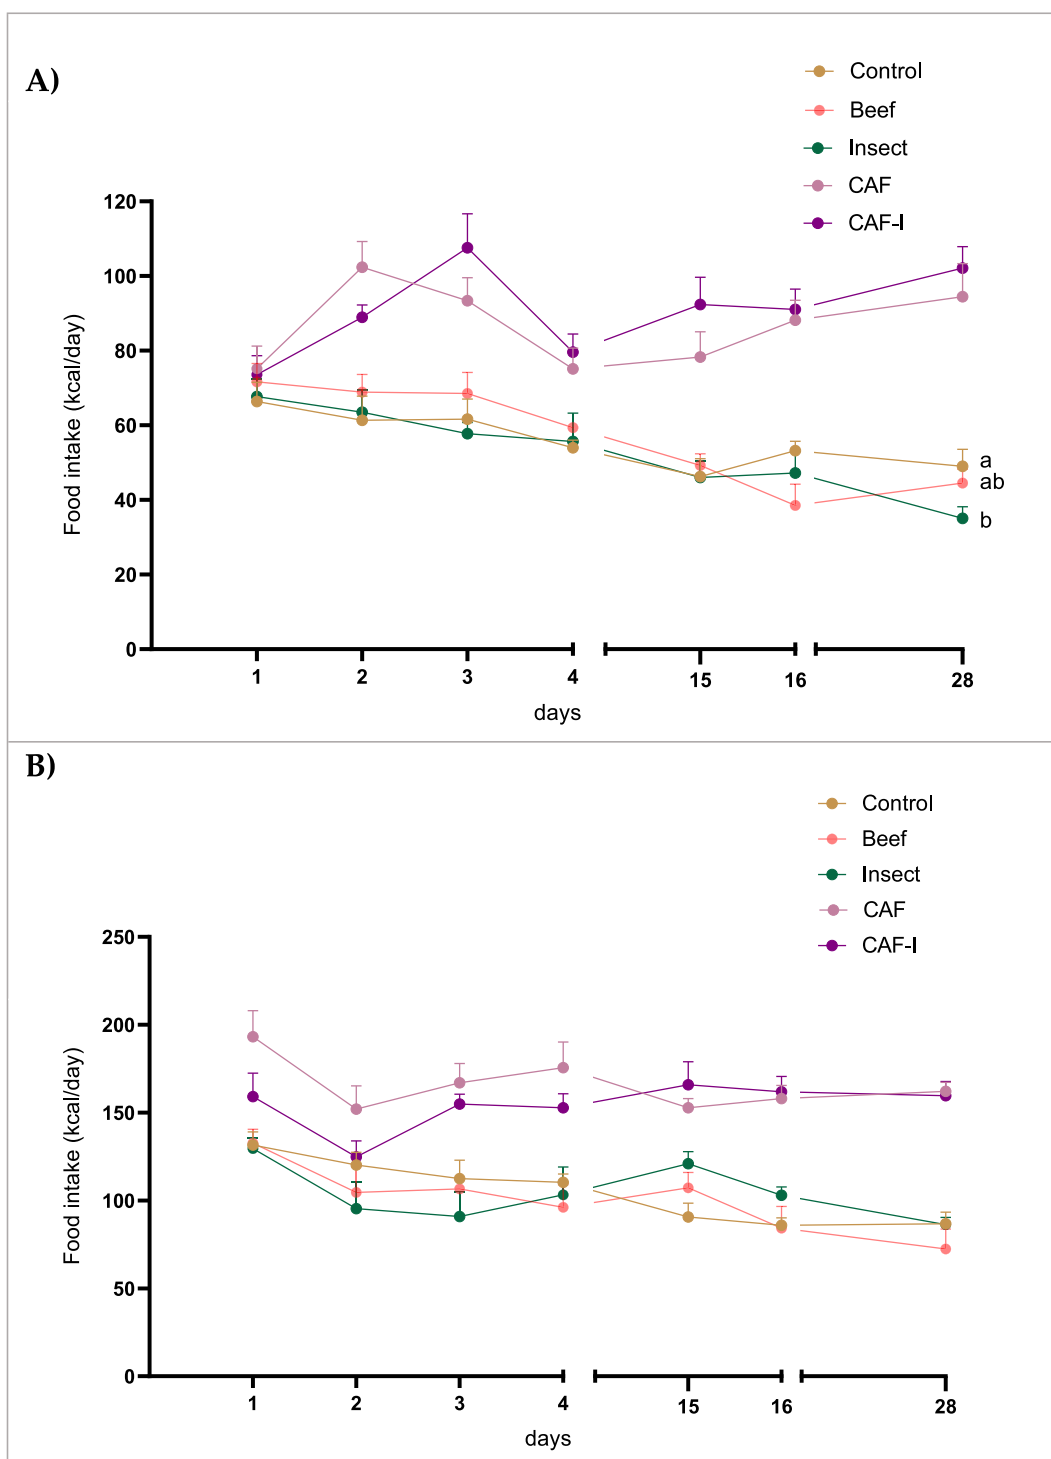 A)
Control
Beef
Insect
CAF
CAF-I
120
100
80
60
40
20
0
Food intake (kcal/day)
a
ab
b
1 2 3 4 15 16 28
days
B)
Control
Beef
Insect
CAF
CAF-I
250
200
150
100
50
0
Food intake (kcal/day)
1 2 3 4 15 16 28
days